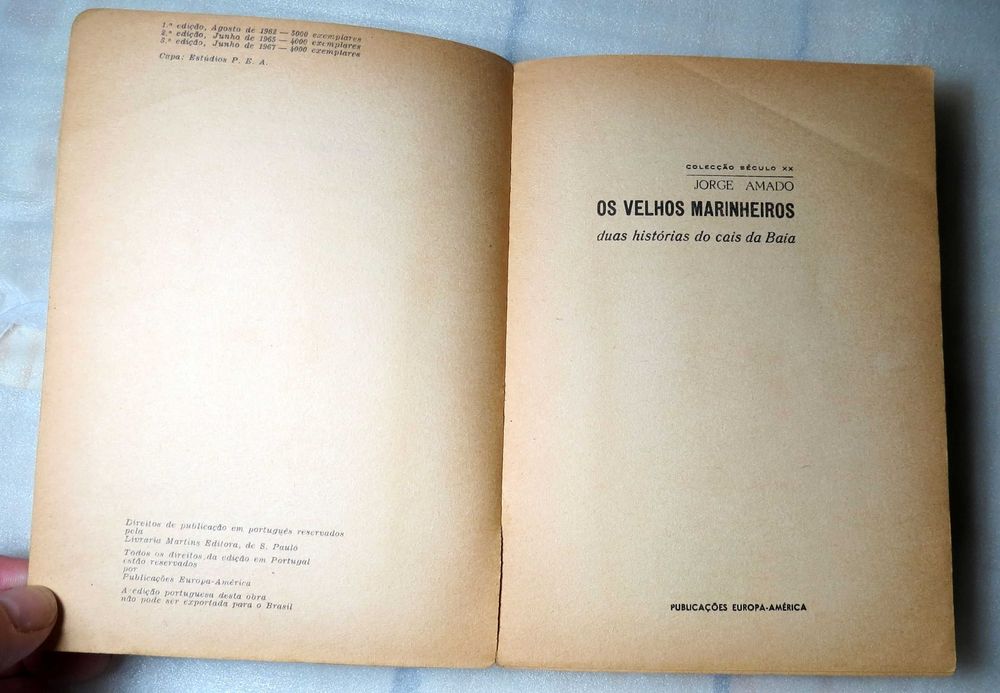 1.ª edição, Agosto de 1962 — 5000 exemplares
2.ª edição, Junho de 1965 — 4000 exemplares
3.ª edição, Junho de 1967 — 4000 exemplares
Capa: Estúdios P. E. A.
Direitos de publicação em português reservados
pela
Livraria Martins Editora, de S. Paulo
Todos os direitos da edição em Portugal
estão reservados
por
Publicações Europa-América
A edição portuguesa desta obra
não pode ser exportada para o Brasil
COLECÇÃO SÉCULO XX
JORGE AMADO
OS VELHOS MARINHEIROS
duas histórias do cais da Baía
PUBLICAÇÕES EUROPA-AMÉRICA